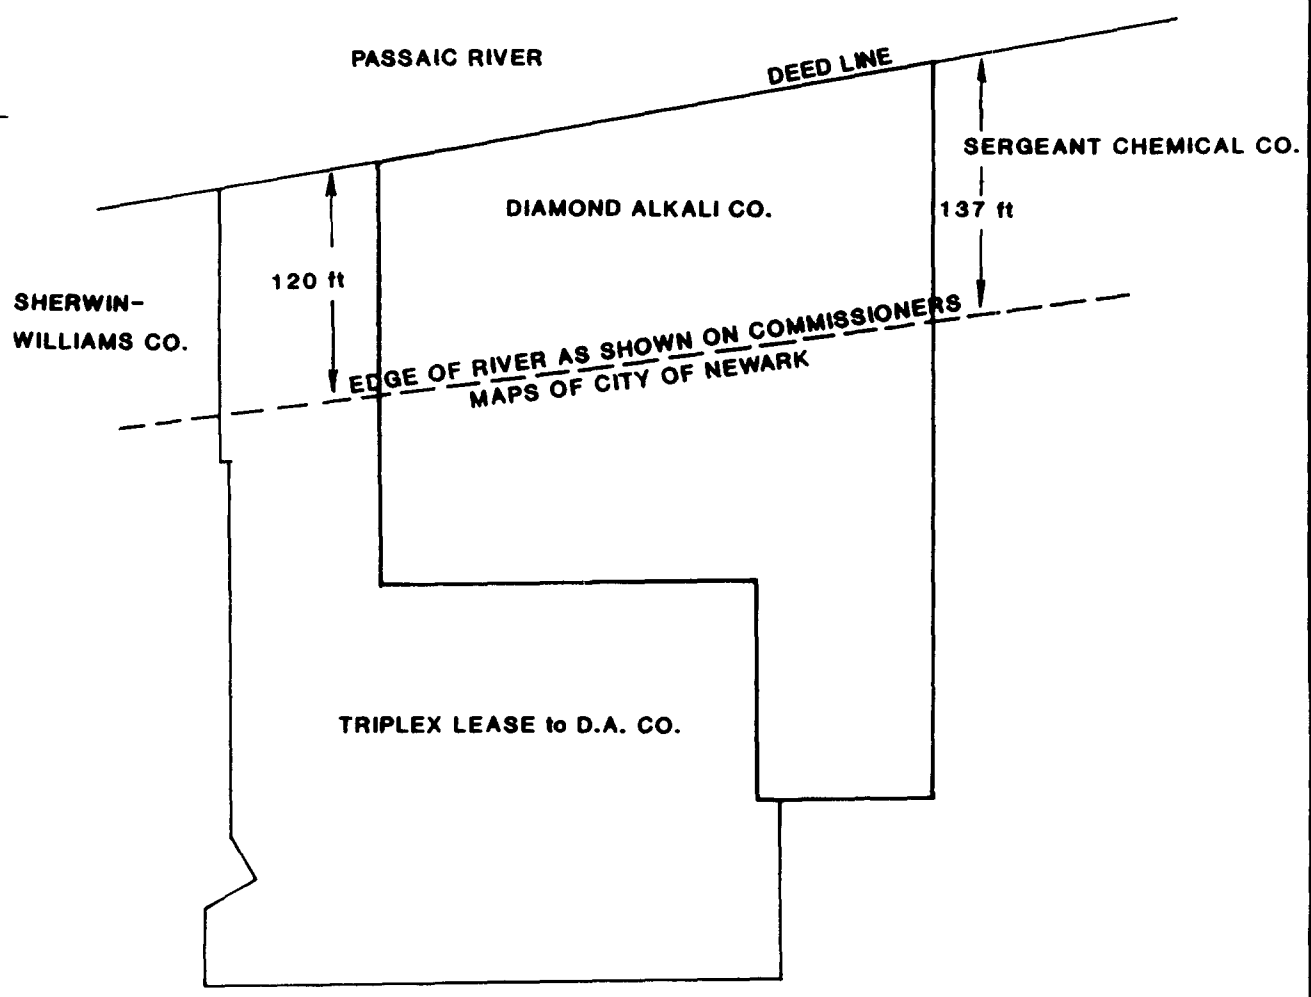 PASSAIC RIVER
DEED LINE
SERGEANT CHEMICAL CO.
DIAMOND ALKALI CO.
137 ft
120 ft
SHERWIN-
WILLIAMS CO.
EDGE OF RIVER AS SHOWN ON COMMISSIONERS
MAPS OF CITY OF NEWARK
TRIPLEX LEASE to D.A. CO.